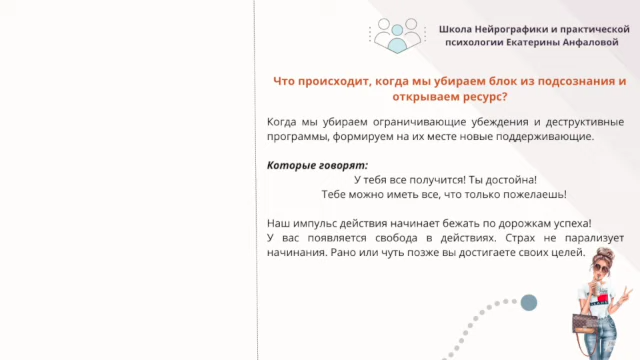 Школа Нейрографики и практической
психологии Екатерины Анфаловой
Что происходит, когда мы убираем блок из подсознания и
открываем ресурс?
Когда мы убираем ограничивающие убеждения и деструктивные
программы, формируем на их месте новые поддерживающие.
Которые говорят:
У тебя все получится! Ты достойна!
Тебе можно иметь все, что только пожелаешь!
Наш импульс действия начинает бежать по дорожкам успеха!
У вас появляется свобода в действиях. Страх не парализует
начинания. Рано или чуть позже вы достигаете своих целей.